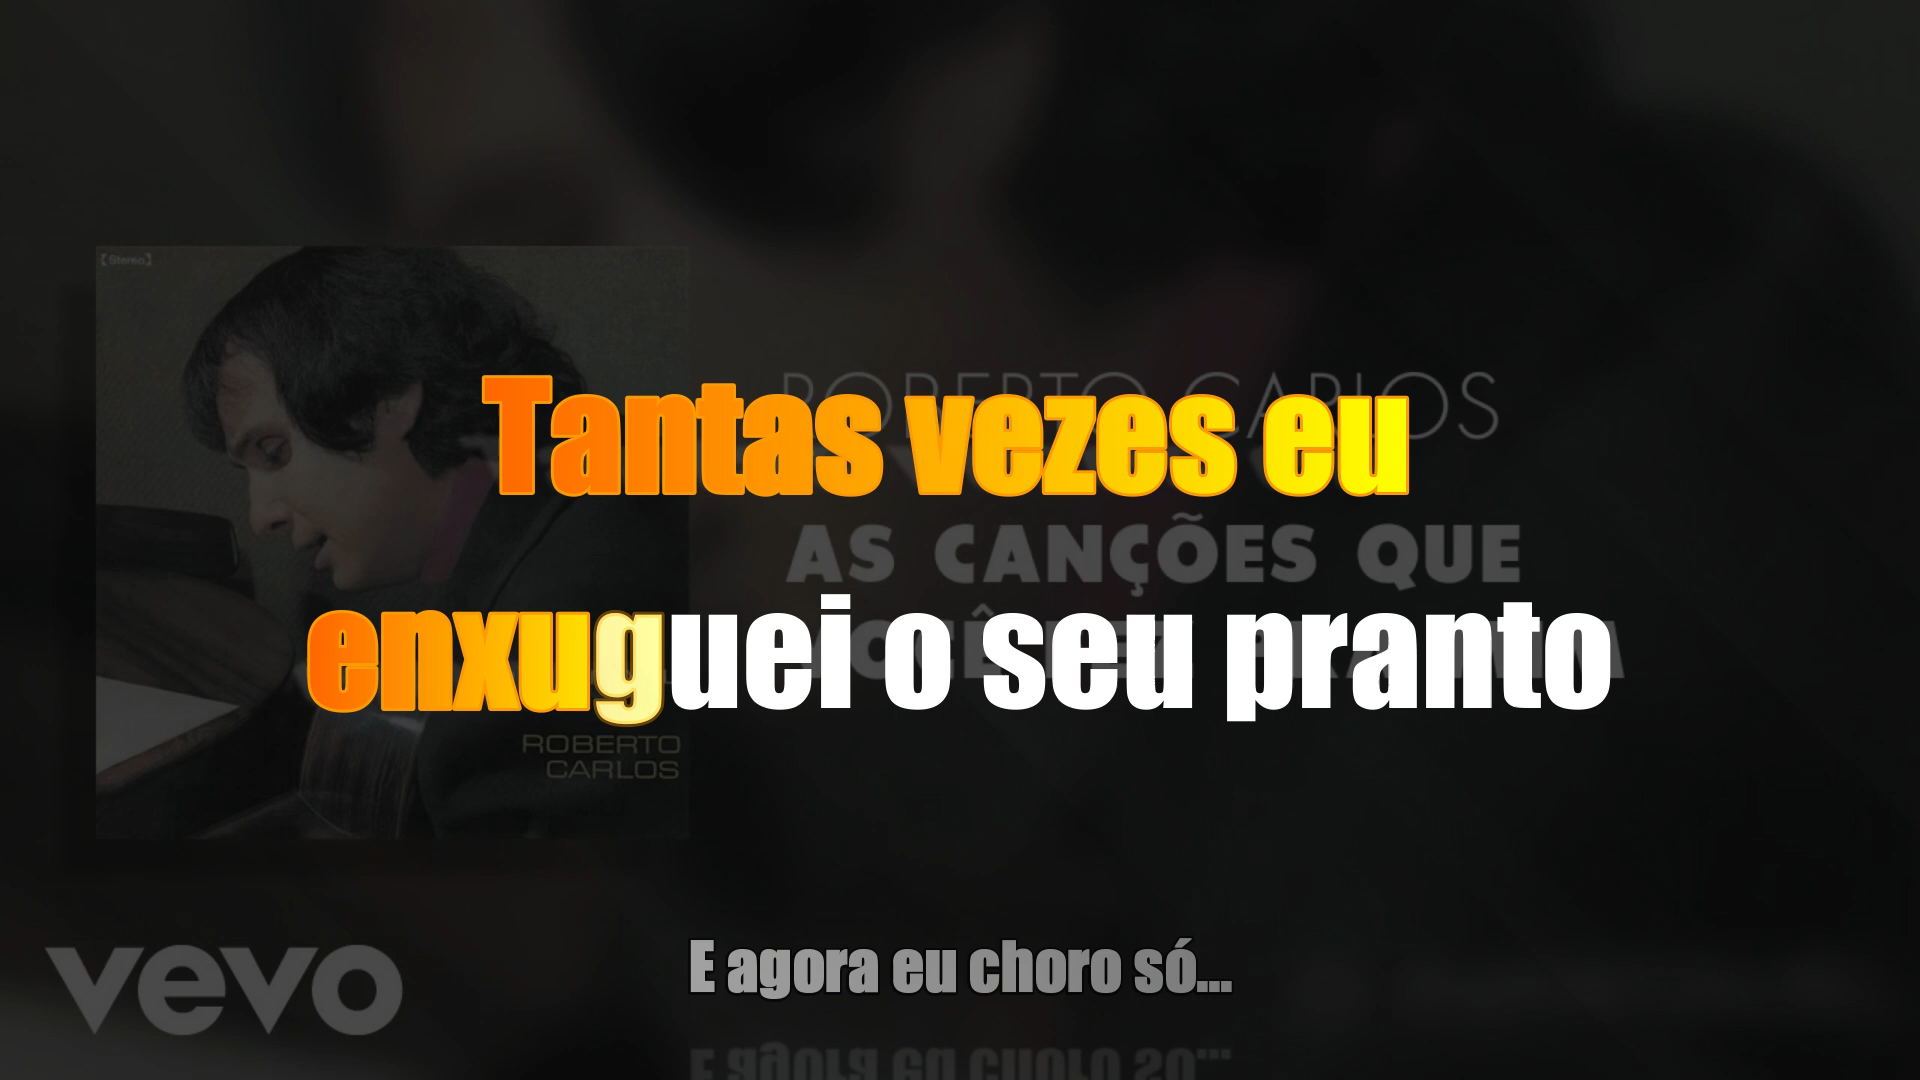 【Stereo】
ROBERTO CARLOS
Tantas vezes eu
AS CANÇÕES QUE
enxuguei o seu pranto
ROBERTO
CARLOS
E agora eu choro só...
vevo